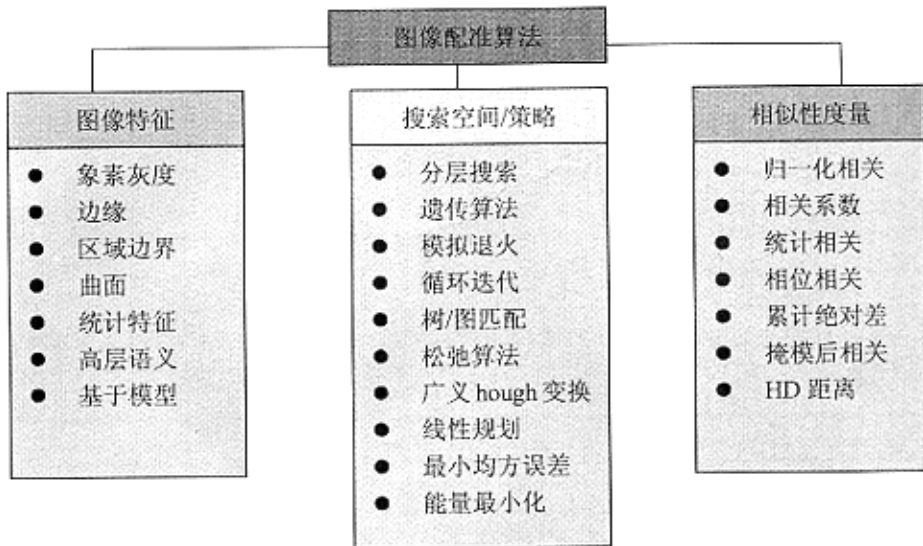 图像配准算法
图像特征
● 象素灰度
● 边缘
● 区域边界
● 曲面
● 统计特征
● 高层语义
● 基于模型
搜索空间/策略
● 分层搜索
● 遗传算法
● 模拟退火
● 循环迭代
● 树/图匹配
● 松弛算法
● 广义 hough 变换
● 线性规划
● 最小均方误差
● 能量最小化
相似性度量
● 归一化相关
● 相关系数
● 统计相关
● 相位相关
● 累计绝对差
● 掩模后相关
● HD 距离